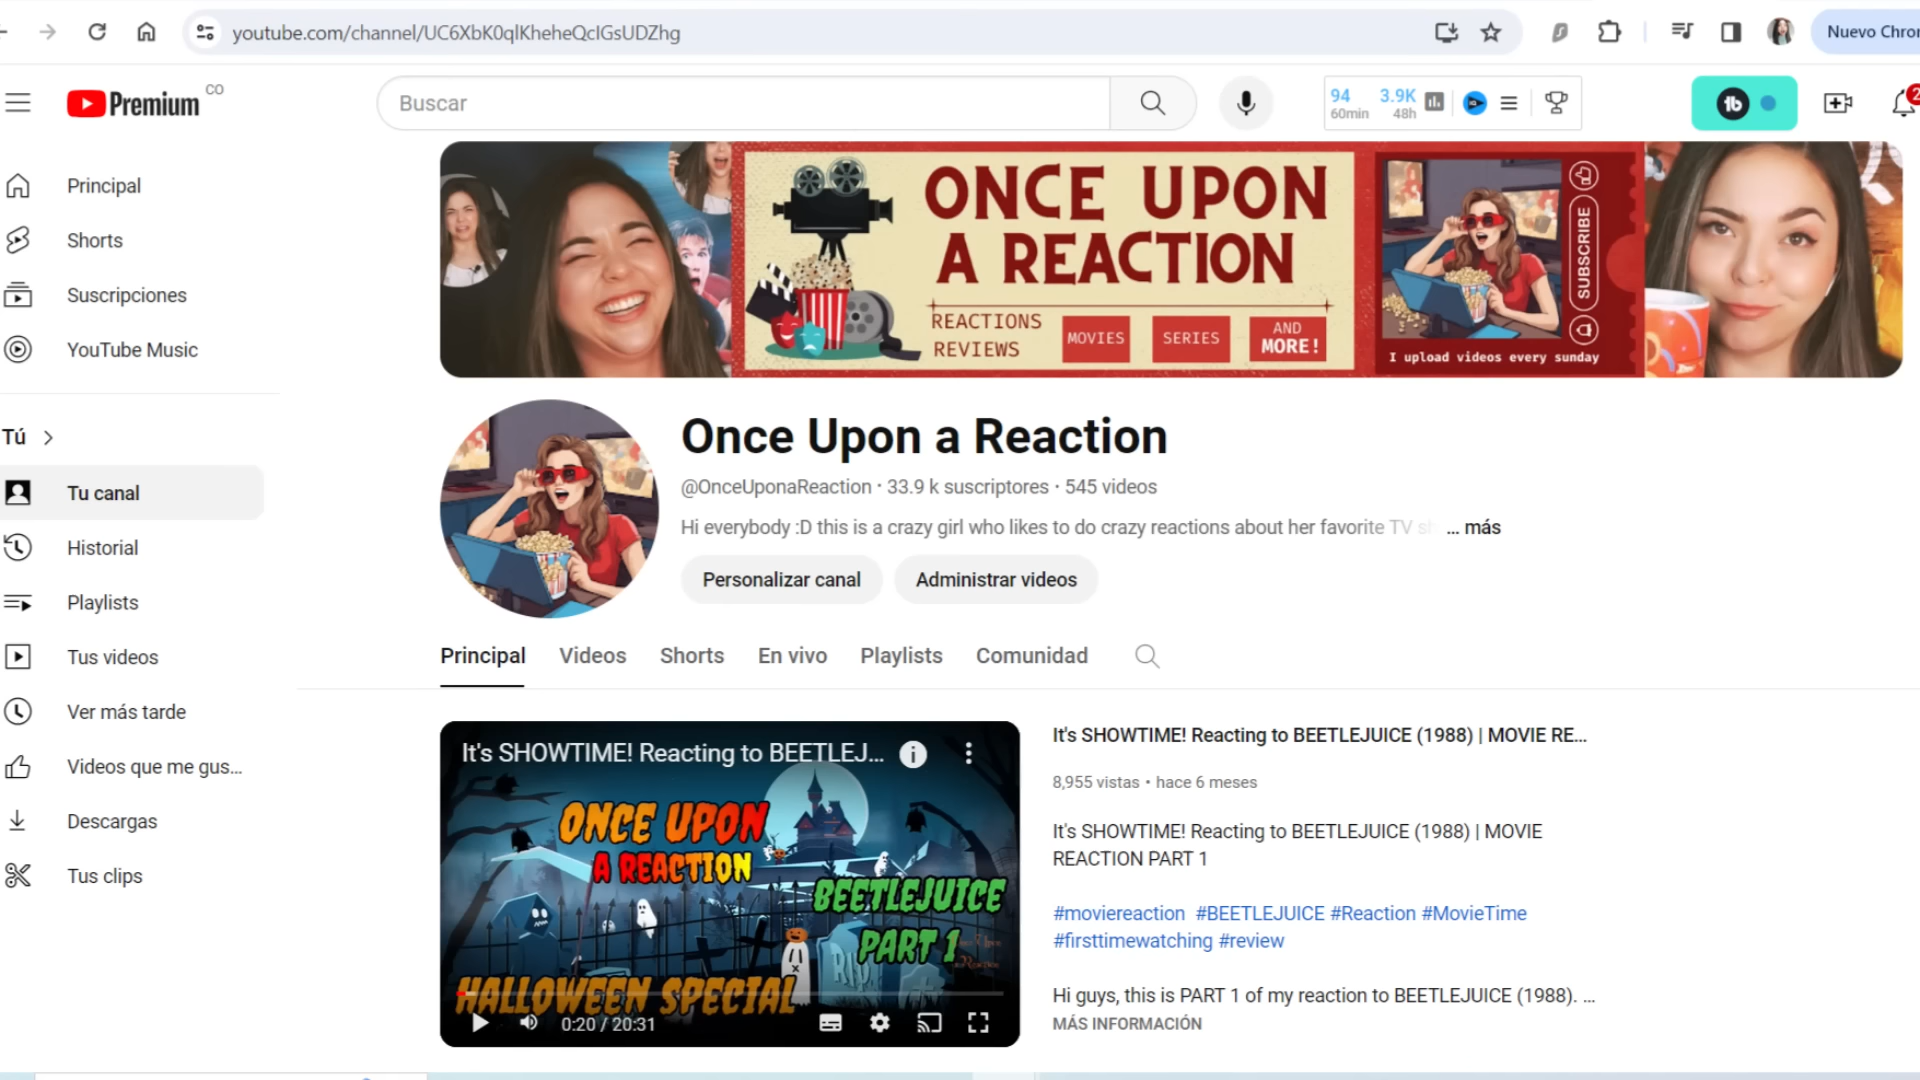 youtube.com/channel/UC6XbK0qlKheheQcIGsUDZhg
Nuevo Chro
Premium CO
Buscar
94 3.9K
60min 48h
2
Principal
Shorts
Suscripciones
YouTube Music
Tú
Tu canal
Historial
Playlists
Tus videos
Ver más tarde
Videos que me gus...
Descargas
Tus clips
ONCE UPON
A REACTION
REACTIONS
REVIEWS
MOVIES
SERIES
AND
MORE!
SUBSCRIBE
I upload videos every sunday
Once Upon a Reaction
@OnceUponaReaction · 33.9 k suscriptores · 545 videos
Hi everybody :D this is a crazy girl who likes to do crazy reactions about her favorite TV sh ... más
Personalizar canal
Administrar videos
Principal
Videos
Shorts
En vivo
Playlists
Comunidad
It's SHOWTIME! Reacting to BEETLEJ...
ONCE UPON
A REACTION
BEETLEJUICE
PART 1
RIP
HALLOWEEN SPECIAL
0:20 / 20:31
It's SHOWTIME! Reacting to BEETLEJUICE (1988) | MOVIE RE...
8,955 vistas • hace 6 meses
It's SHOWTIME! Reacting to BEETLEJUICE (1988) | MOVIE
REACTION PART 1
#moviereaction #BEETLEJUICE #Reaction #MovieTime
#firsttimewatching #review
Hi guys, this is PART 1 of my reaction to BEETLEJUICE (1988). ...
MÁS INFORMACIÓN